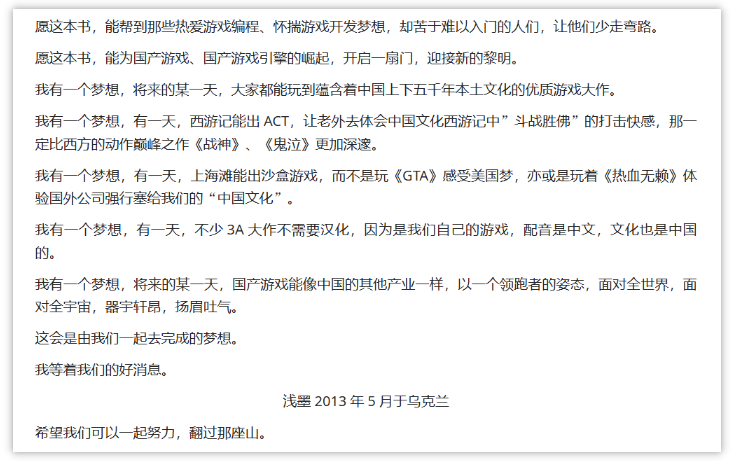 愿这本书，能帮到那些热爱游戏编程、怀揣游戏开发梦想，却苦于难以入门的人们，让他们少走弯路。
愿这本书，能为国产游戏、国产游戏引擎的崛起，开启一扇门，迎接新的黎明。
我有一个梦想，将来的某一天，大家都能玩到蕴含着中国上下五千年本土文化的优质游戏大作。
我有一个梦想，有一天，西游记能出 ACT，让老外去体会中国文化西游记中”斗战胜佛”的打击快感，那一
定比西方的动作巅峰之作《战神》、《鬼泣》更加深邃。
我有一个梦想，有一天，上海滩能出沙盒游戏，而不是玩《GTA》感受美国梦，亦或是玩着《热血无赖》体
验国外公司强行塞给我们的“中国文化”。
我有一个梦想，有一天，不少 3A 大作不需要汉化，因为是我们自己的游戏，配音是中文，文化也是中国
的。
我有一个梦想，将来的某一天，国产游戏能像中国的其他产业一样，以一个领跑者的姿态，面对全世界，面
对全宇宙，器宇轩昂，扬眉吐气。
这会是由我们一起去完成的梦想。
我等着我们的好消息。
浅墨 2013 年 5 月于乌克兰
希望我们可以一起努力，翻过那座山。